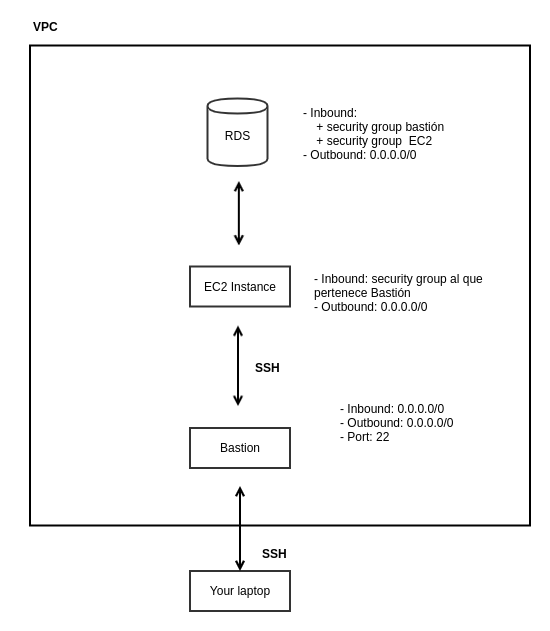 VPC
RDS
- Inbound:
+ security group bastión
+ security group  EC2
- Outbound: 0.0.0.0/0
EC2 Instance
- Inbound: security group al que
pertenece Bastión
- Outbound: 0.0.0.0/0
SSH
- Inbound: 0.0.0.0/0
- Outbound: 0.0.0.0/0
- Port: 22
Bastion
SSH
Your laptop